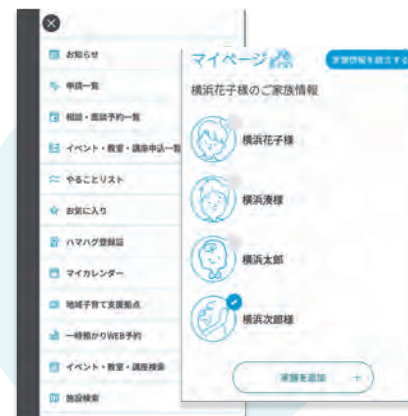 お知らせ
申請一覧
相談・面談予約一覧
イベント・教室・講座申込一覧
やることリスト
お気に入り
ハマハグ登録証
マイカレンダー
地域子育て支援拠点
一時預かりWEB予約
イベント・教室・講座検索
施設検索
マイページ
家族情報を設定する
横浜花子様のご家族情報
横浜花子様
横浜湊様
横浜太郎
横浜次郎様
家族を追加 +